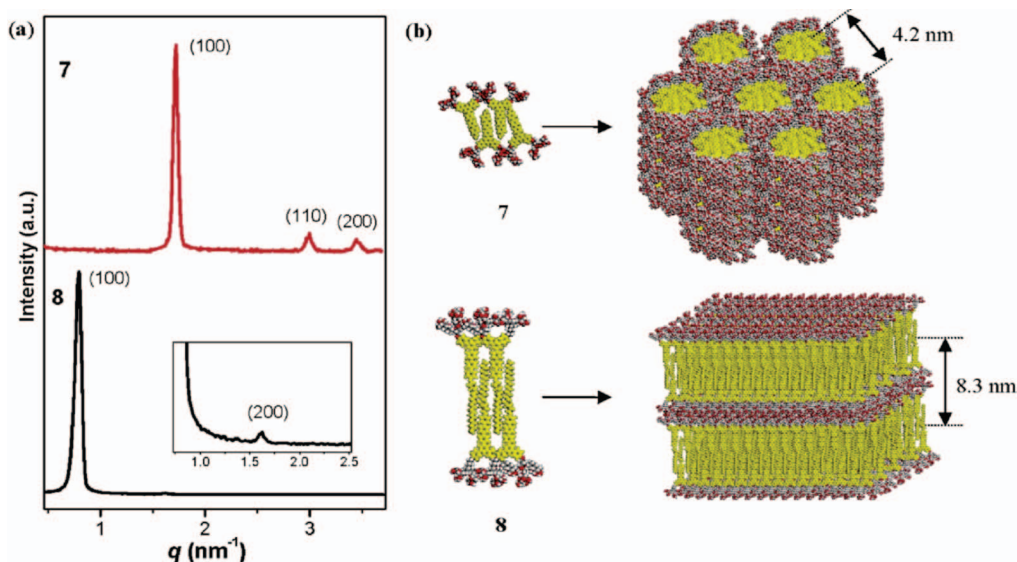 (a)
7
(100)
(110)
(200)
8
(100)
(200)
1.0 1.5 2.0 2.5
1 2 3
q (nm⁻¹)
Intensity (a.u.)
(b)
4.2 nm
7
8.3 nm
8